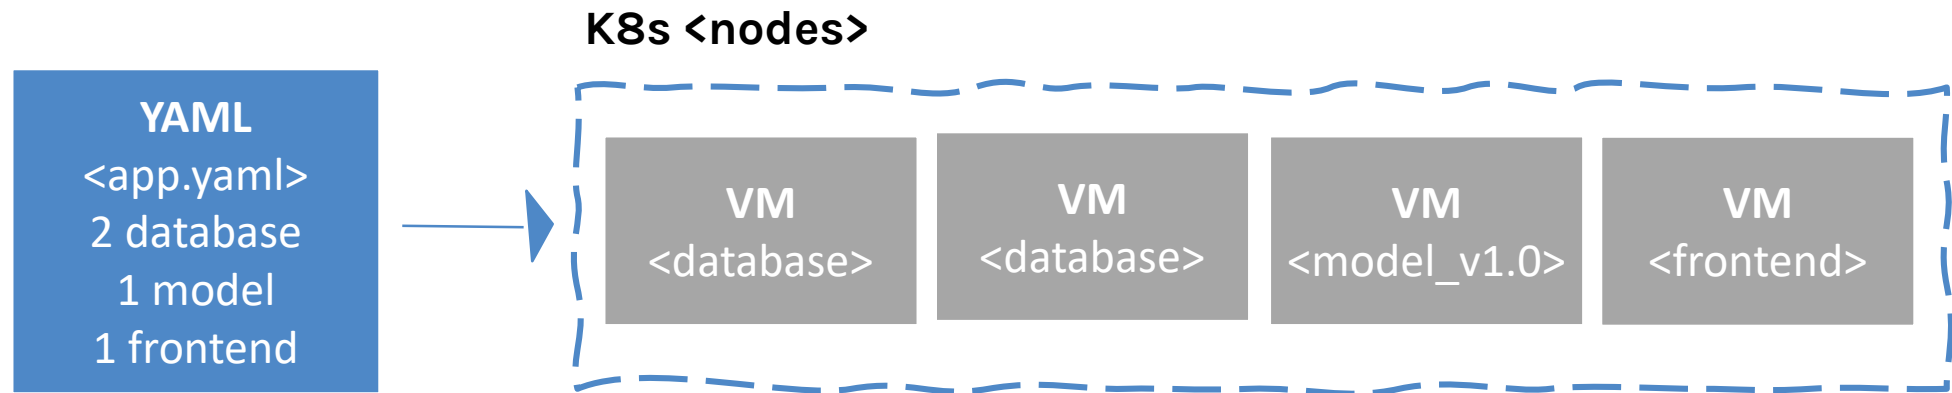 K8s <nodes>
YAML
<app.yaml>
2 database
1 model
1 frontend
VM
<database>
VM
<database>
VM
<model_v1.0>
VM
<frontend>